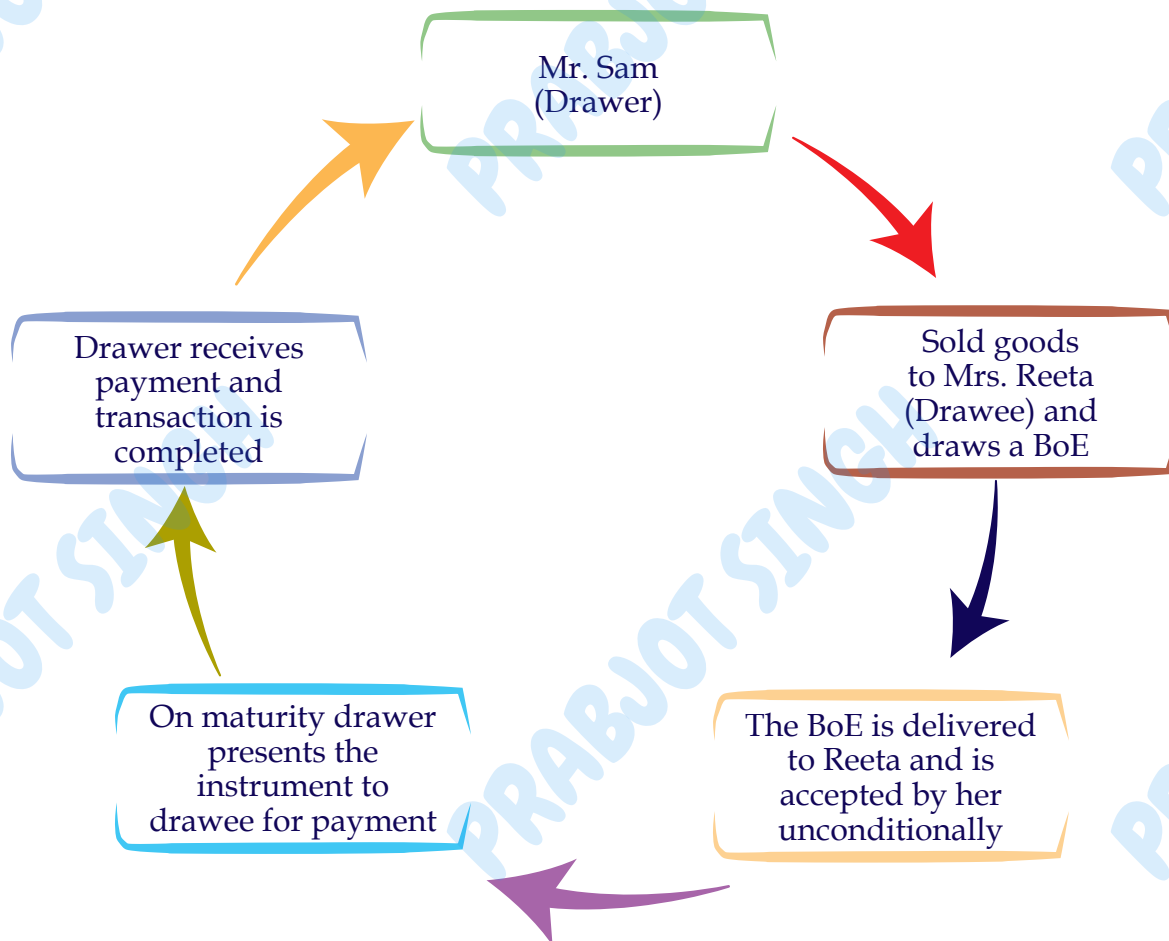 Mr. Sam
(Drawer)
Sold goods
to Mrs. Reeta
(Drawee) and
draws a BoE
The BoE is delivered
to Reeta and is
accepted by her
unconditionally
On maturity drawer
presents the
instrument to
drawee for payment
Drawer receives
payment and
transaction is
completed
PRABJOT SINGH
PRABJOT SINGH